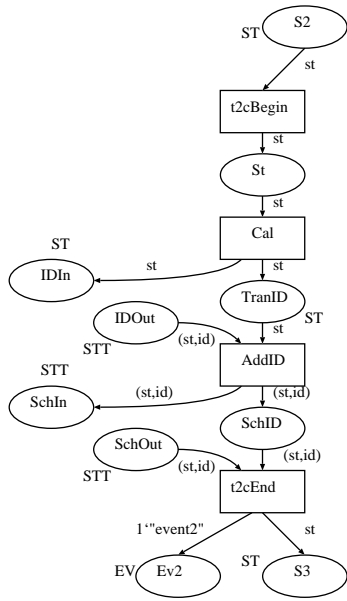 S2
ST
st
t2cBegin
st
St
st
Cal
ST
st
st
IDIn
TranID
IDOut
ST
st
STT
(st,id)
AddID
STT
(st,id)
(st,id)
SchIn
SchID
SchOut
(st,id)
(st,id)
STT
t2cEnd
1‘"event2"
st
EV
Ev2
ST
S3